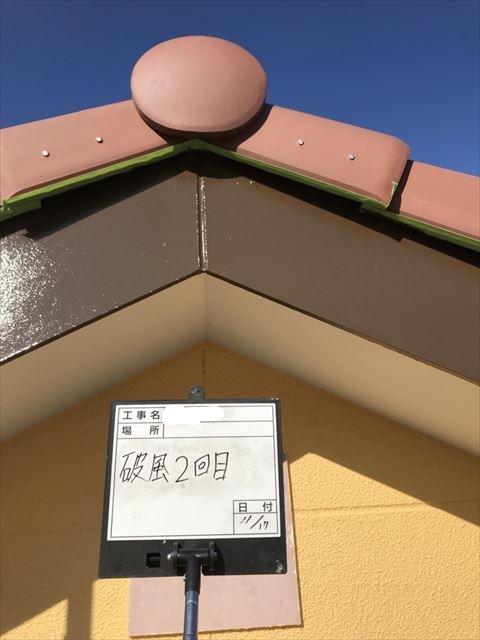 工事名
場所
破風2回目
日付
11/17